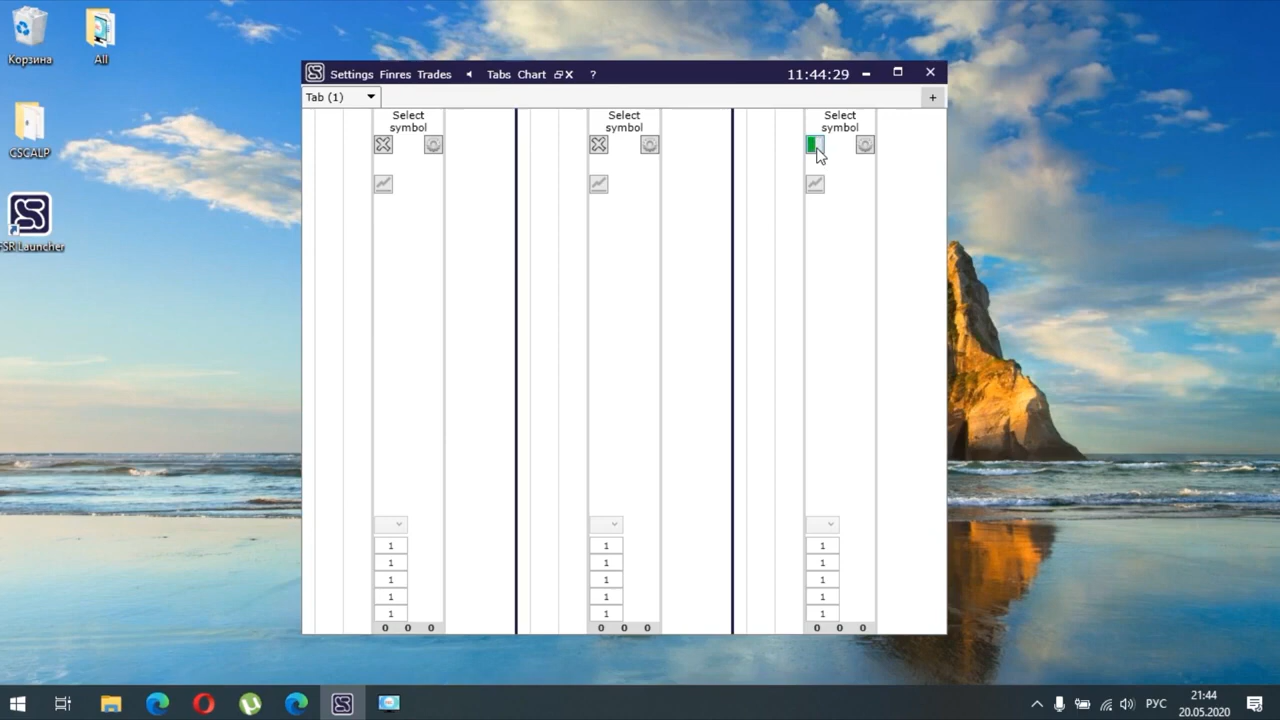 Корзина
All
CSCALP
FSR Launcher
Settings Finres Trades Tabs Chart ? 11:44:29
Tab (1)
+
Select symbol
Select symbol
Select symbol
1
1
1
1
1
0 0 0
1
1
1
1
1
0 0 0
1
1
1
1
1
0 0 0
РУС
21:44
20.05.2020